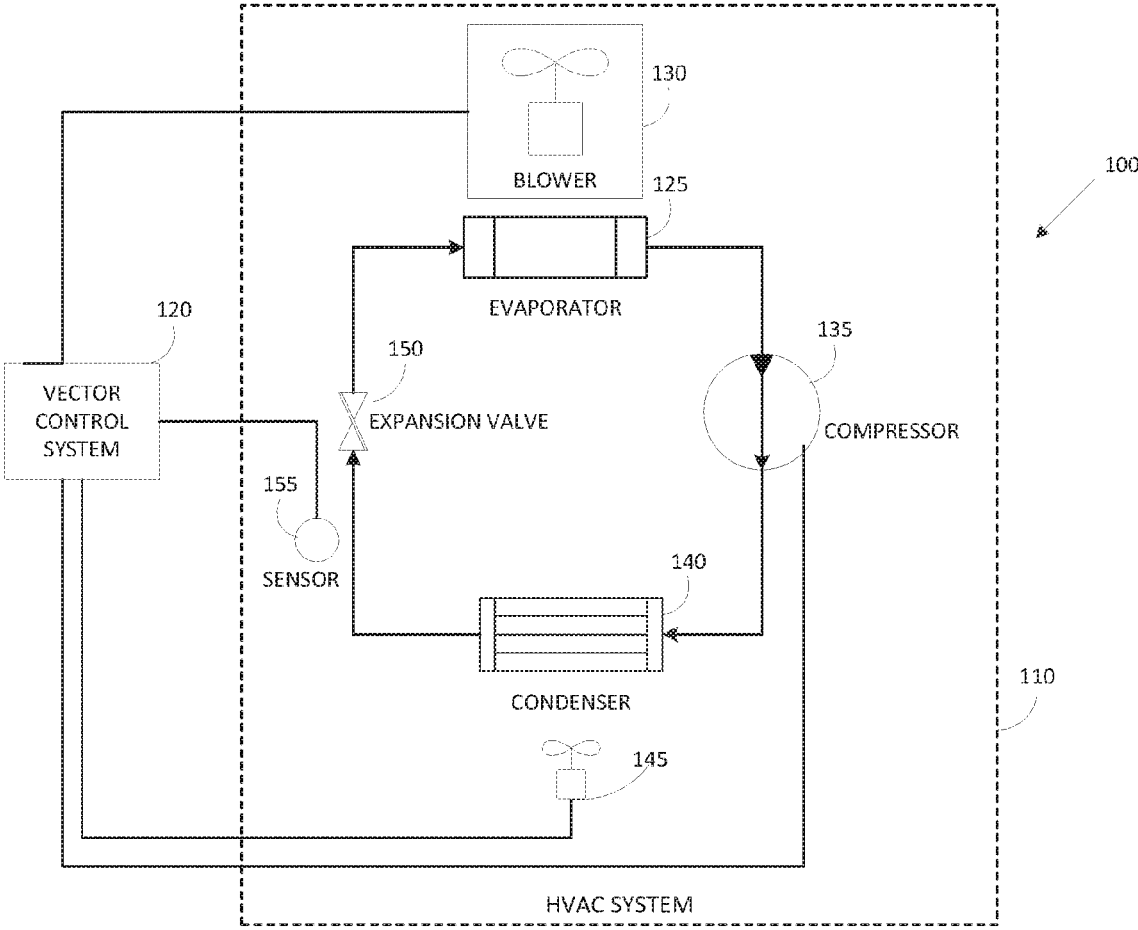 130
BLOWER
100
125
EVAPORATOR
120
135
150
VECTOR
CONTROL
SYSTEM
EXPANSION VALVE
COMPRESSOR
155
SENSOR
140
110
CONDENSER
145
HVAC SYSTEM